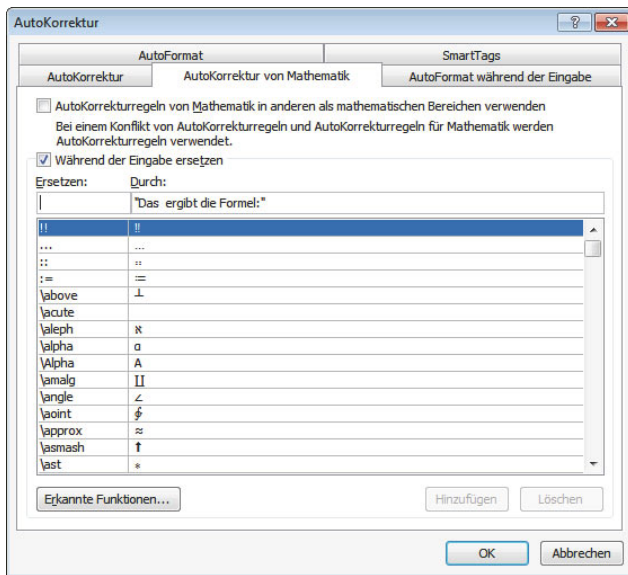 AutoKorrektur
AutoFormat SmartTags
AutoKorrektur AutoKorrektur von Mathematik AutoFormat während der Eingabe
AutoKorrekturregeln von Mathematik in anderen als mathematischen Bereichen verwenden
Bei einem Konflikt von AutoKorrekturregeln und AutoKorrekturregeln für Mathematik werden
AutoKorrekturregeln verwendet.
Während der Eingabe ersetzen
Ersetzen: Durch:
"Das ergibt die Formel:"
!! ‼
... …
:: ∷
:= ≔
\above ┴
\acute
\aleph ℵ
\alpha α
\Alpha Α
\amalg ∐
\angle ∠
\aoint ∳
\approx ≈
\asmash ⬆
\ast ∗
Erkannte Funktionen... Hinzufügen Löschen
OK Abbrechen